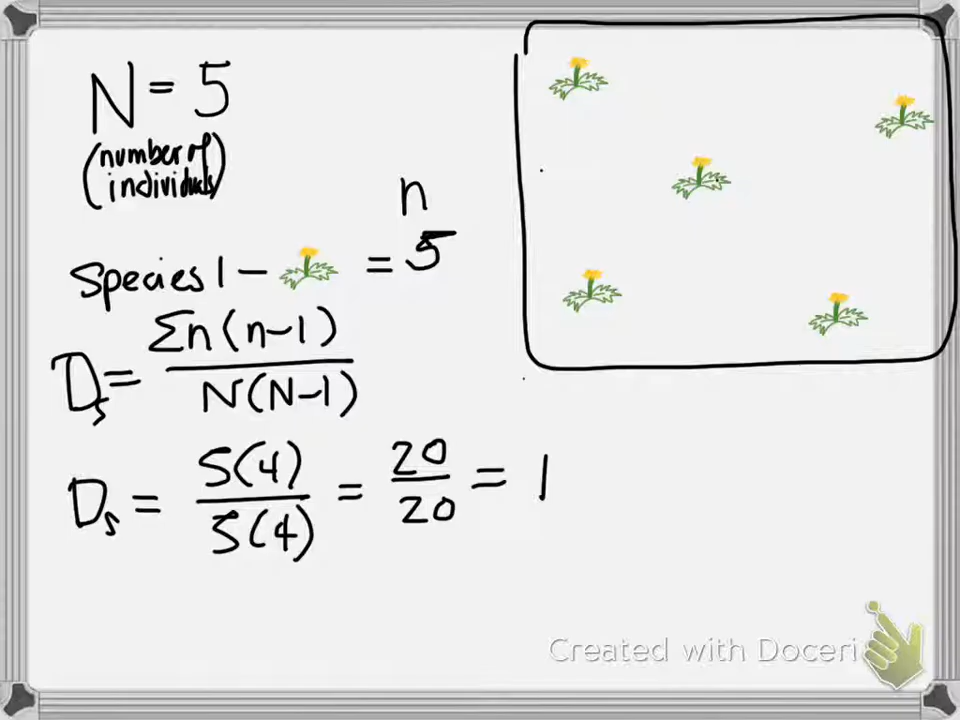 N = 5
(number of
individuals)
n
Species 1 - = 5
Ds = Σn(n-1)
N(N-1)
Ds = 5(4) = 20 = 1
5(4) 20
Created with Doceri